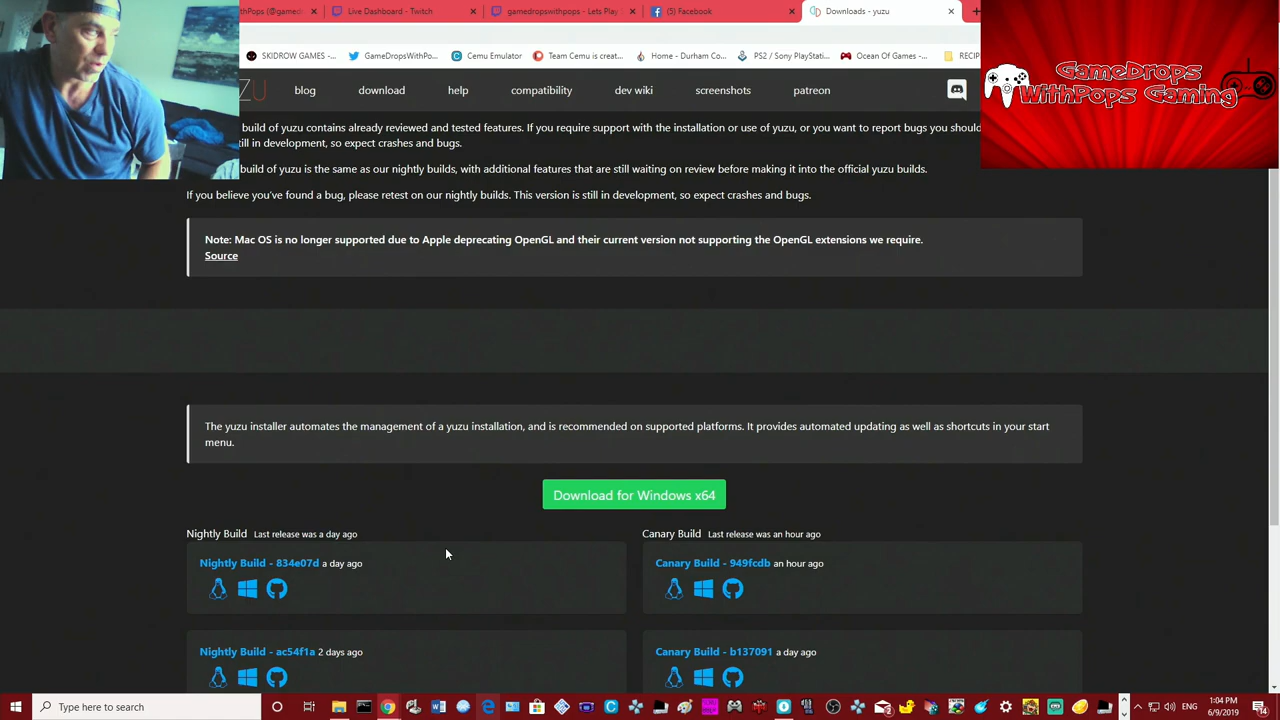 WithPops (@gamed
Live Dashboard - Twitch
gamedropswithpops - Lets Play
(5) Facebook
Downloads - yuzu
SKIDROW GAMES -...
GameDropsWithPo...
Cemu Emulator
Team Cemu is creat...
Home - Durham Co...
PS2 / Sony PlayStati...
Ocean Of Games -...
RECIP
ZU
blog
download
help
compatibility
dev wiki
screenshots
patreon
GameDrops
WithPops Gaming
build of yuzu contains already reviewed and tested features. If you require support with the installation or use of yuzu, or you want to report bugs you should
till in development, so expect crashes and bugs.
build of yuzu is the same as our nightly builds, with additional features that are still waiting on review before making it into the official yuzu builds.
If you believe you've found a bug, please retest on our nightly builds. This version is still in development, so expect crashes and bugs.
Note: Mac OS is no longer supported due to Apple deprecating OpenGL and their current version not supporting the OpenGL extensions we require.
Source
The yuzu installer automates the management of a yuzu installation, and is recommended on supported platforms. It provides automated updating as well as shortcuts in your start
menu.
Download for Windows x64
Nightly Build Last release was a day ago
Canary Build Last release was an hour ago
Nightly Build - 834e07d a day ago
Canary Build - 949fcdb an hour ago
Nightly Build - ac54f1a 2 days ago
Canary Build - b137091 a day ago
Type here to search
ENG
1:04 PM
6/9/2019
14